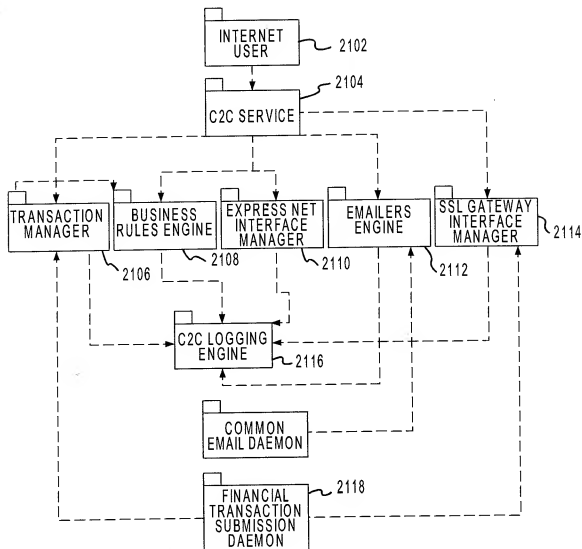 INTERNET
USER
2102
2104
C2C SERVICE
TRANSACTION
MANAGER
2106
BUSINESS
RULES ENGINE
2108
EXPRESS NET
INTERFACE
MANAGER
2110
EMAILERS
ENGINE
2112
SSL GATEWAY
INTERFACE
MANAGER
2114
C2C LOGGING
ENGINE
2116
COMMON
EMAIL DAEMON
2118
FINANCIAL
TRANSACTION
SUBMISSION
DAEMON